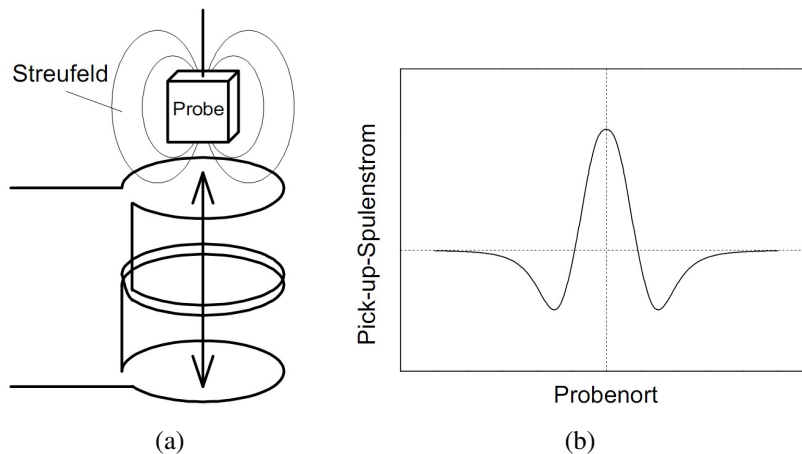 Streufeld
Probe
Pick-up-Spulenstrom
Probenort
(a)
(b)